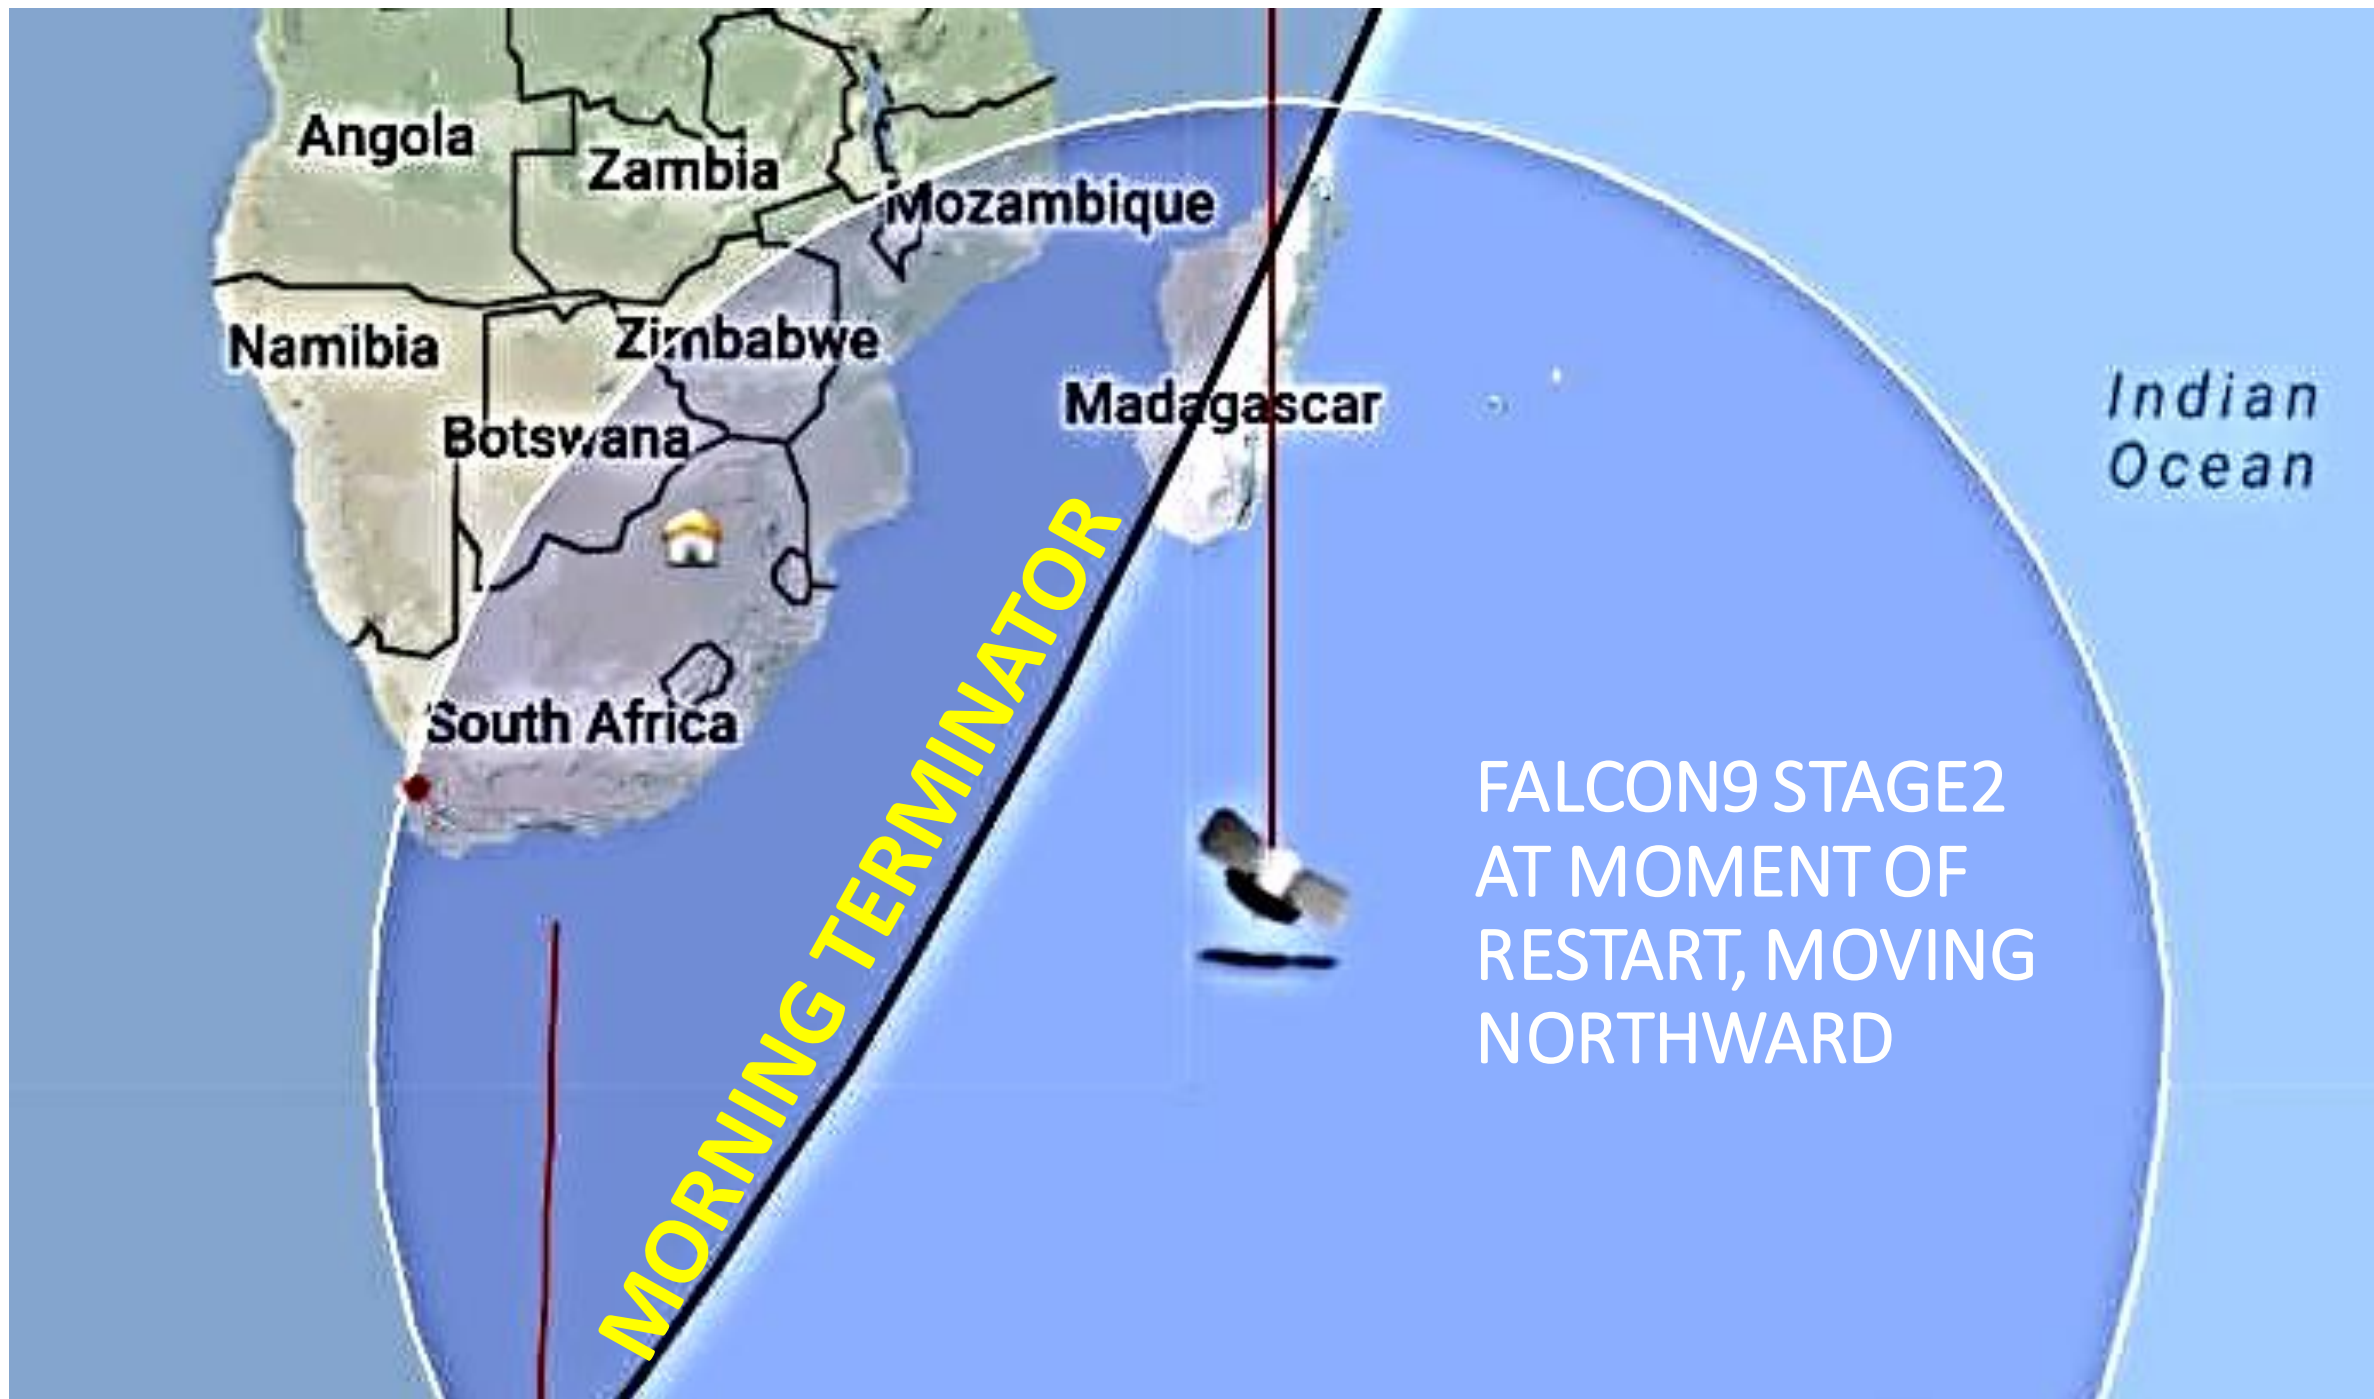 Angola
Zambia
Mozambique
Namibia
Zimbabwe
Madagascar
Indian
Ocean
Botswana
South Africa
MORNING TERMINATOR
FALCON9 STAGE2
AT MOMENT OF
RESTART, MOVING
NORTHWARD